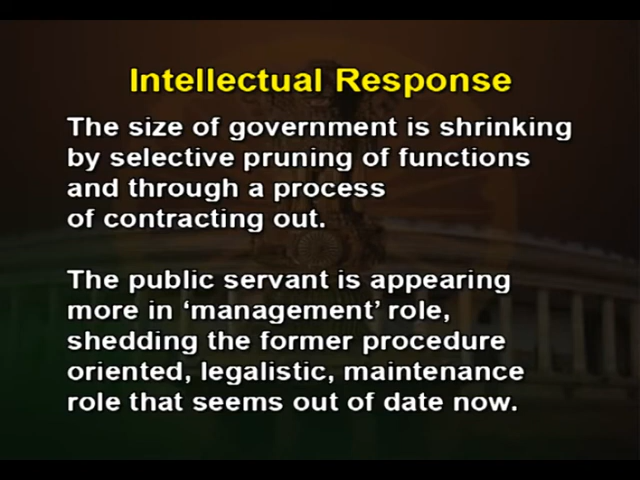 Intellectual Response
The size of government is shrinking
by selective pruning of functions
and through a process
of contracting out.
The public servant is appearing
more in ‘management’ role,
shedding the former procedure
oriented, legalistic, maintenance
role that seems out of date now.